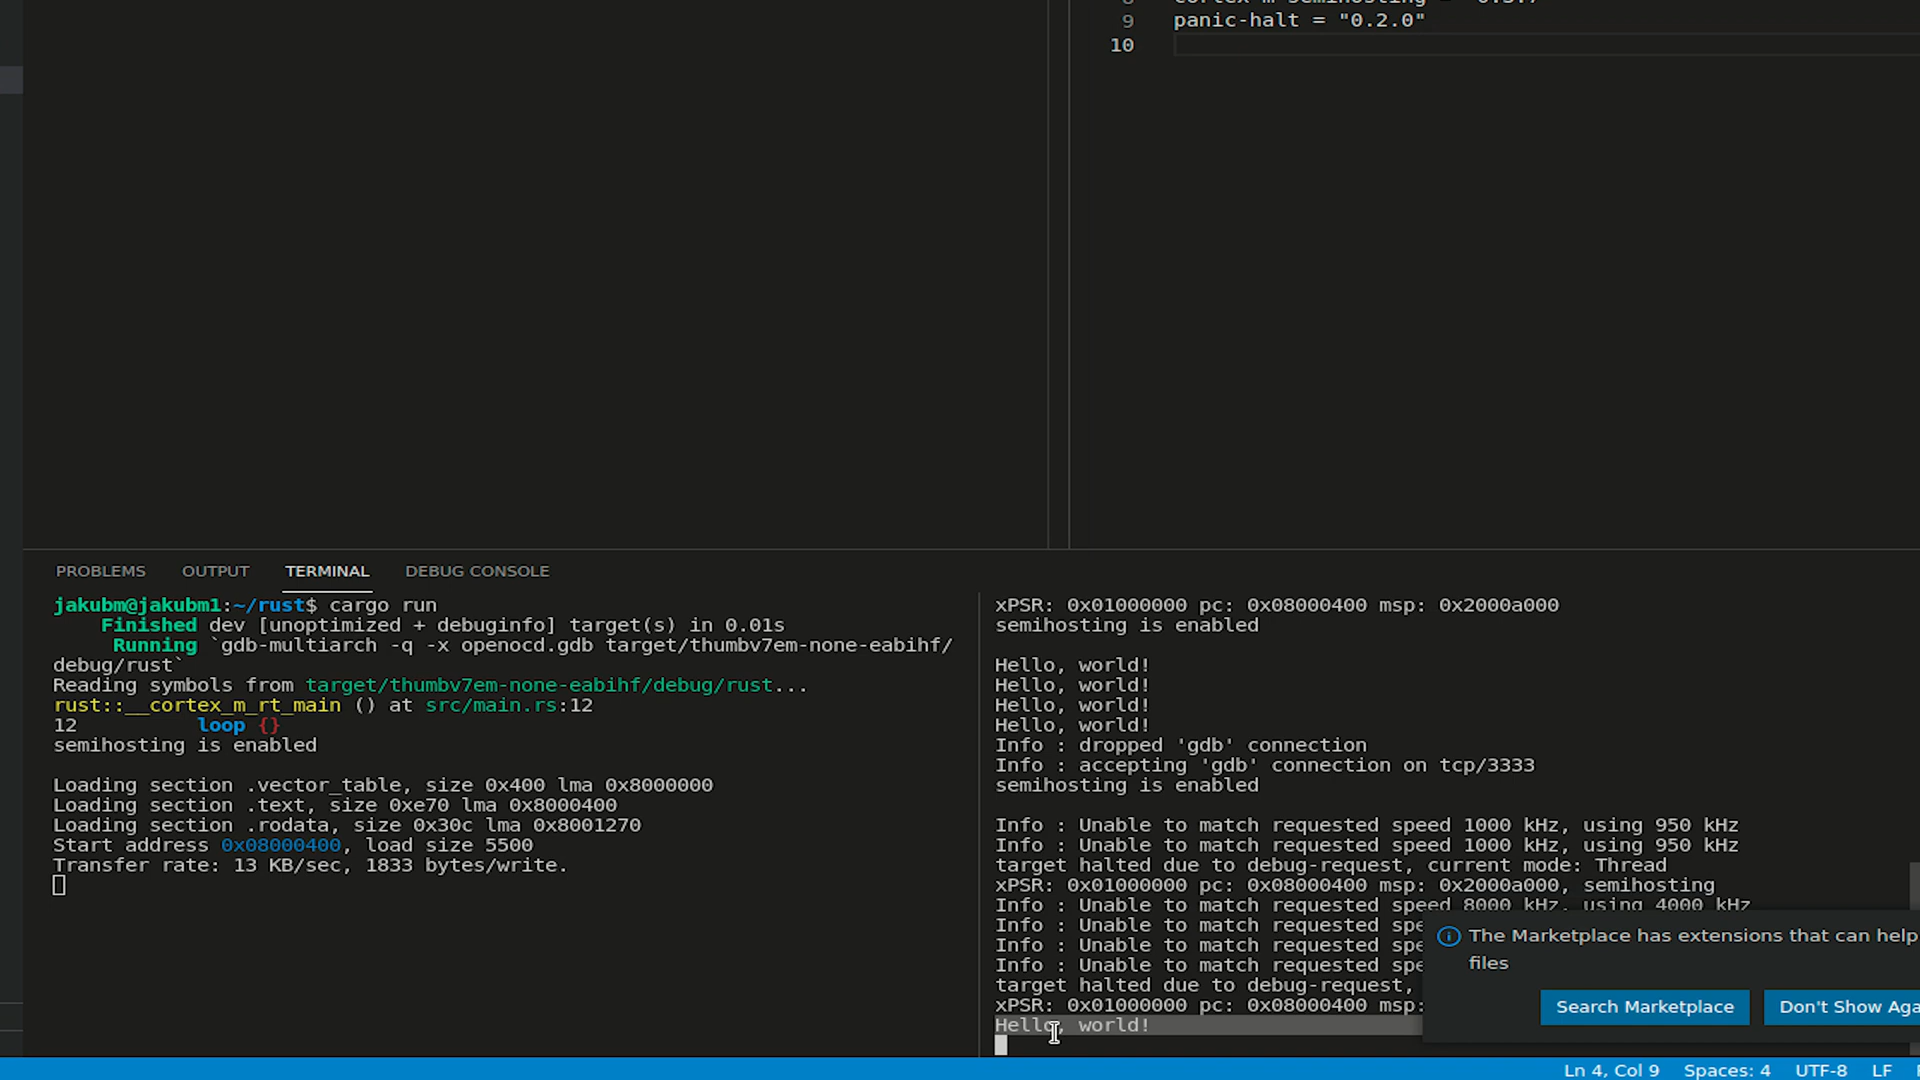 9 panic-halt = "0.2.0"
10
PROBLEMS OUTPUT TERMINAL DEBUG CONSOLE
jakubm@jakubm1:~/rust$ cargo run
Finished dev [unoptimized + debuginfo] target(s) in 0.01s
Running `gdb-multiarch -q -x openocd.gdb target/thumbv7em-none-eabihf/
debug/rust`
Reading symbols from target/thumbv7em-none-eabihf/debug/rust...
rust::__cortex_m_rt_main () at src/main.rs:12
12 loop {}
semihosting is enabled
Loading section .vector_table, size 0x400 lma 0x8000000
Loading section .text, size 0xe70 lma 0x8000400
Loading section .rodata, size 0x30c lma 0x8001270
Start address 0x08000400, load size 5500
Transfer rate: 13 KB/sec, 1833 bytes/write.
xPSR: 0x01000000 pc: 0x08000400 msp: 0x2000a000
semihosting is enabled
Hello, world!
Hello, world!
Hello, world!
Hello, world!
Info : dropped 'gdb' connection
Info : accepting 'gdb' connection on tcp/3333
semihosting is enabled
Info : Unable to match requested speed 1000 kHz, using 950 kHz
Info : Unable to match requested speed 1000 kHz, using 950 kHz
target halted due to debug-request, current mode: Thread
xPSR: 0x01000000 pc: 0x08000400 msp: 0x2000a000, semihosting
Info : Unable to match requested speed 8000 kHz, using 4000 kHz
Info : Unable to match requested spe
Info : Unable to match requested spe
Info : Unable to match requested spe
target halted due to debug-request,
xPSR: 0x01000000 pc: 0x08000400 msp:
Hello, world!
The Marketplace has extensions that can help
files
Search Marketplace Don't Show Aga
Ln 4, Col 9 Spaces: 4 UTF-8 LF